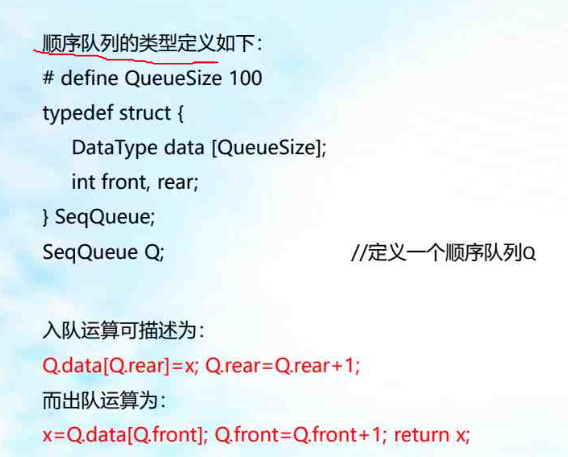 顺序队列的类型定义如下：
# define QueueSize 100
typedef struct {
DataType data [QueueSize];
int front, rear;
} SeqQueue;
SeqQueue Q; //定义一个顺序队列Q
入队运算可描述为：
Q.data[Q.rear]=x; Q.rear=Q.rear+1;
而出队运算为：
x=Q.data[Q.front]; Q.front=Q.front+1; return x;